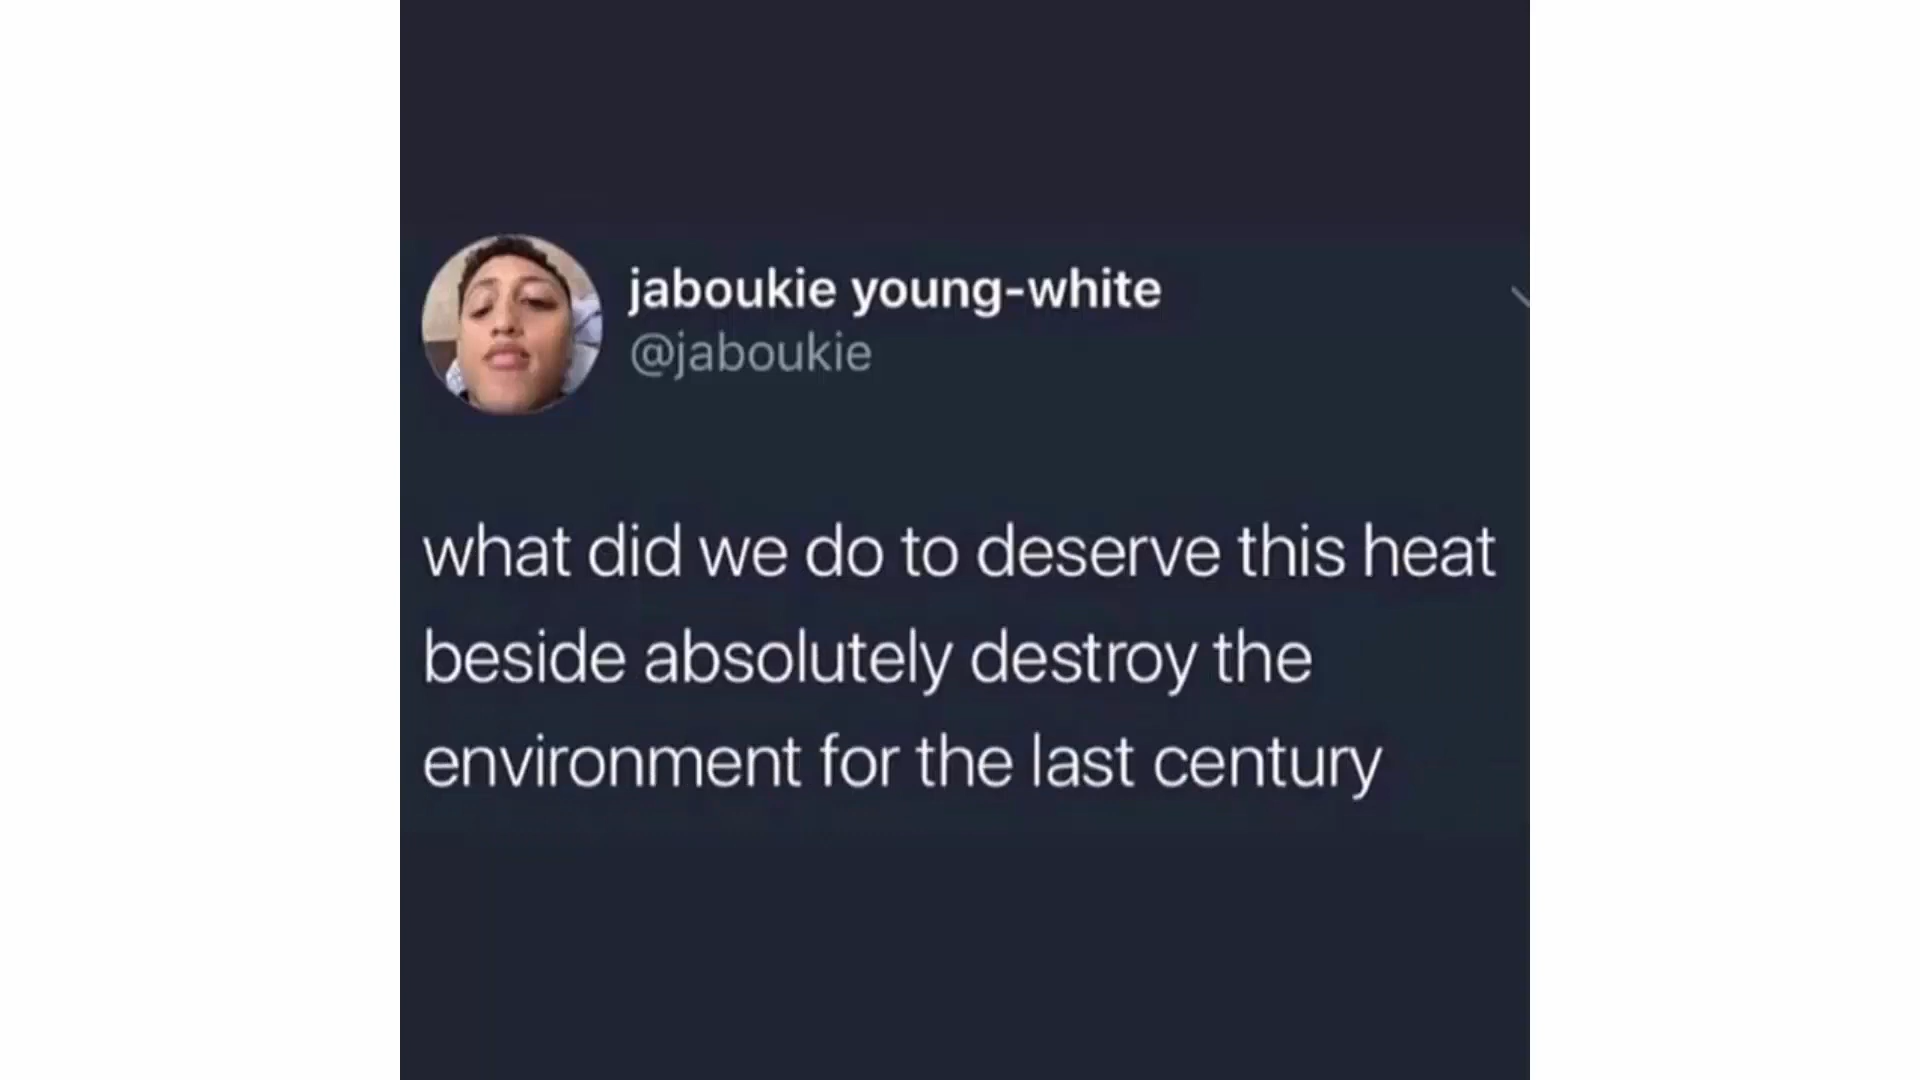 jaboukie young-white
@jaboukie
what did we do to deserve this heat
beside absolutely destroy the
environment for the last century